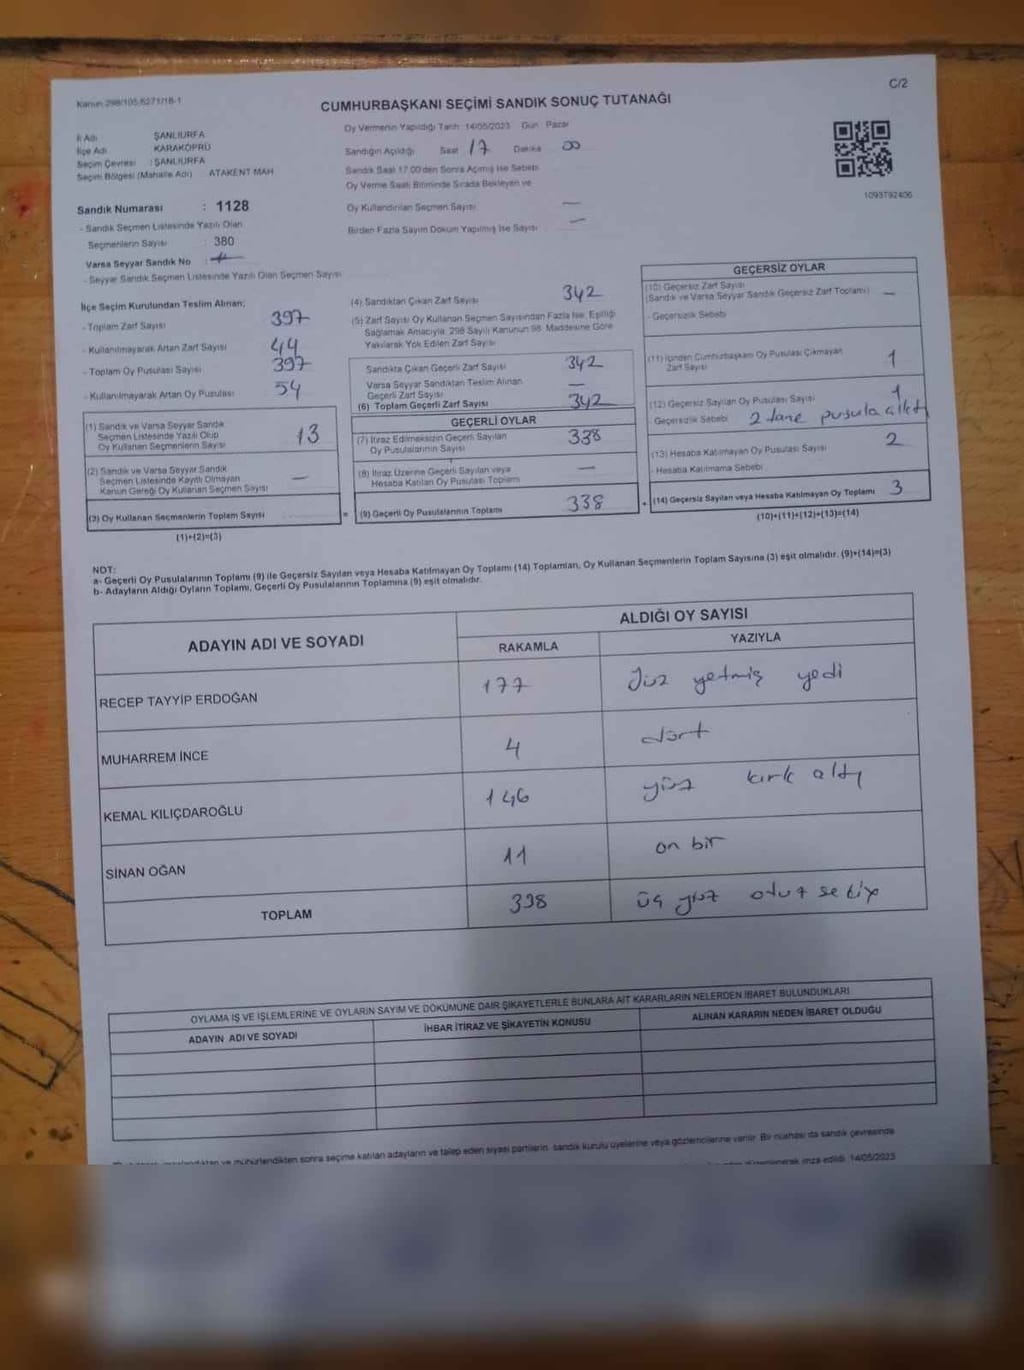 Kanun 298/105,6271/18-1
C/2
CUMHURBAŞKANI SEÇİMİ SANDIK SONUÇ TUTANAĞI
İl Adı ŞANLIURFA
İlçe Adı KARAKÖPRÜ
Seçim Çevresi : ŞANLIURFA
Seçim Bölgesi (Mahalle Adı) ATAKENT MAH
Oy Vermenin Yapıldığı Tarih 14/05/2023 Gün Pazar
Sandığın Açıldığı Saat 17 Dakika 00
Sandık Saat 17.00'den Sonra Açılmış İse Sebebi
Oy Verme Saati Bitiminde Sırada Bekleyen ve
Oy Kullandırılan Seçmen Sayısı —
Birden Fazla Sayım Döküm Yapılmış İse Sayısı —
1093792406
Sandık Numarası : 1128
- Sandık Seçmen Listesinde Yazılı Olan
Seçmenlerin Sayısı : 380
Varsa Seyyar Sandık No :
- Seyyar Sandık Seçmen Listesinde Yazılı Olan Seçmen Sayısı
İlçe Seçim Kurulundan Teslim Alınan;
- Toplam Zarf Sayısı 397
- Kullanılmayarak Artan Zarf Sayısı 44
- Toplam Oy Pusulası Sayısı 397
- Kullanılmayarak Artan Oy Pusulası 54
(1) Sandık ve Varsa Seyyar Sandık
Seçmen Listesinde Yazılı Olup
Oy Kullanan Seçmenlerin Sayısı 13
(2) Sandık ve Varsa Seyyar Sandık
Seçmen Listesinde Kayıtlı Olmayan
Kanun Gereği Oy Kullanan Seçmen Sayısı —
(3) Oy Kullanan Seçmenlerin Toplam Sayısı
(1)+(2)=(3)
(4) Sandıktan Çıkan Zarf Sayısı 342
(5) Zarf Sayısı Oy Kullanan Seçmen Sayısından Fazla İse, Eşitliği
Sağlamak Amacıyla, 298 Sayılı Kanunun 98. Maddesine Göre
Yakılarak Yok Edilen Zarf Sayısı
Sandıkta Çıkan Geçerli Zarf Sayısı 342
Varsa Seyyar Sandıktan Teslim Alınan
Geçerli Zarf Sayısı —
(6) Toplam Geçerli Zarf Sayısı 342
GEÇERLİ OYLAR
(7) İtiraz Edilmeksizin Geçerli Sayılan
Oy Pusulalarının Sayısı 338
(8) İtiraz Üzerine Geçerli Sayılan veya
Hesaba Katılan Oy Pusulası Toplamı —
= (9) Geçerli Oy Pusulalarının Toplamı 338
GEÇERSİZ OYLAR
(10) Geçersiz Zarf Sayısı
(Sandık ve Varsa Seyyar Sandık Geçersiz Zarf Toplamı) —
- Geçersizlik Sebebi
(11) İçinden Cumhurbaşkanı Oy Pusulası Çıkmayan
Zarf Sayısı 1
(12) Geçersiz Sayılan Oy Pusulası Sayısı 1
- Geçersizlik Sebebi 2 tane pusula
(13) Hesaba Katılmayan Oy Pusulası Sayısı 2
- Hesaba Katılmama Sebebi
+ (14) Geçersiz Sayılan veya Hesaba Katılmayan Oy Toplamı 3
(10)+(11)+(12)+(13)=(14)
NOT:
a- Geçerli Oy Pusulalarının Toplamı (9) ile Geçersiz Sayılan veya Hesaba Katılmayan Oy Toplamı (14) Toplamları, Oy Kullanan Seçmenlerin Toplam Sayısına (3) eşit olmalıdır. (9)+(14)=(3)
b- Adayların Aldığı Oyların Toplamı, Geçerli Oy Pusulalarının Toplamına (9) eşit olmalıdır.
ADAYIN ADI VE SOYADI
ALDIĞI OY SAYISI
RAKAMLA YAZIYLA
RECEP TAYYİP ERDOĞAN 177 Yüz yetmiş yedi
MUHARREM İNCE 4 dört
KEMAL KILIÇDAROĞLU 146 yüz kırk altı
SİNAN OĞAN 11 on bir
TOPLAM 338 üç yüz otuz sekiz
OYLAMA İŞ VE İŞLEMLERİNE VE OYLARIN SAYIM VE DÖKÜMÜNE DAİR ŞİKAYETLERLE BUNLARA AİT KARARLARIN NELERDEN İBARET BULUNDUKLARI
ADAYIN ADI VE SOYADI İHBAR İTİRAZ VE ŞİKAYETİN KONUSU ALINAN KARARIN NEDEN İBARET OLDUĞU
ve mühürlendikten sonra seçime katılan adayların ve talep eden siyasi partilerin sandık kurulu üyelerine veya gözlemcilerine verilir. Bir nüshası da sandık çevresinde
düzenlenerek imza edildi. 14/05/2023